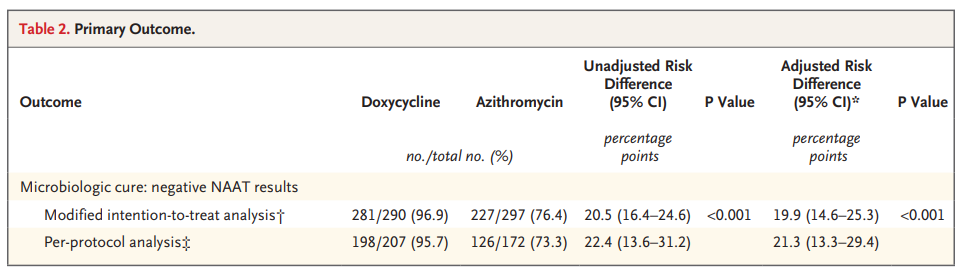 Table 2. Primary Outcome.
Outcome Doxycycline Azithromycin Unadjusted Risk Difference (95% CI) P Value Adjusted Risk Difference (95% CI)* P Value
no./total no. (%) percentage points percentage points
Microbiologic cure: negative NAAT results
Modified intention-to-treat analysis† 281/290 (96.9) 227/297 (76.4) 20.5 (16.4–24.6) <0.001 19.9 (14.6–25.3) <0.001
Per-protocol analysis‡ 198/207 (95.7) 126/172 (73.3) 22.4 (13.6–31.2) 21.3 (13.3–29.4)